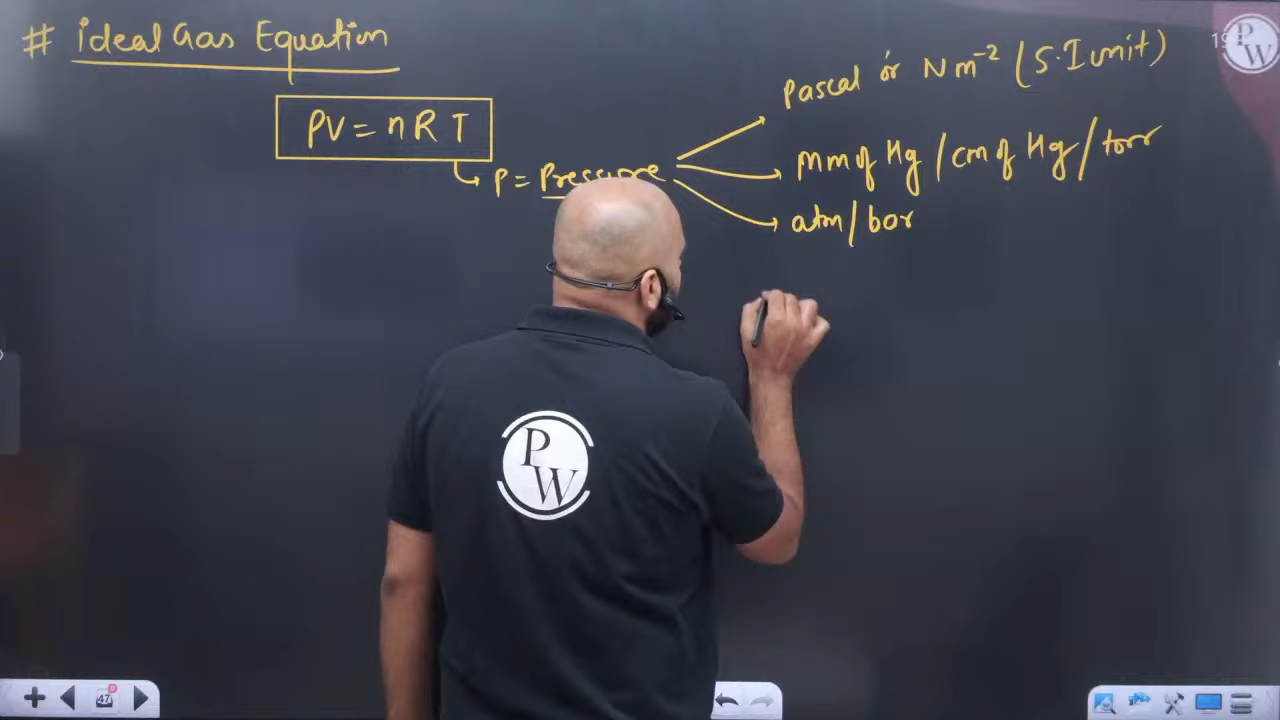 # ideal Gas Equation
PV = nRT
P = Pressure
Pascal or Nm⁻² (S.I unit)
mm of Hg / cm of Hg / torr
atm / bar
PW
PW
47